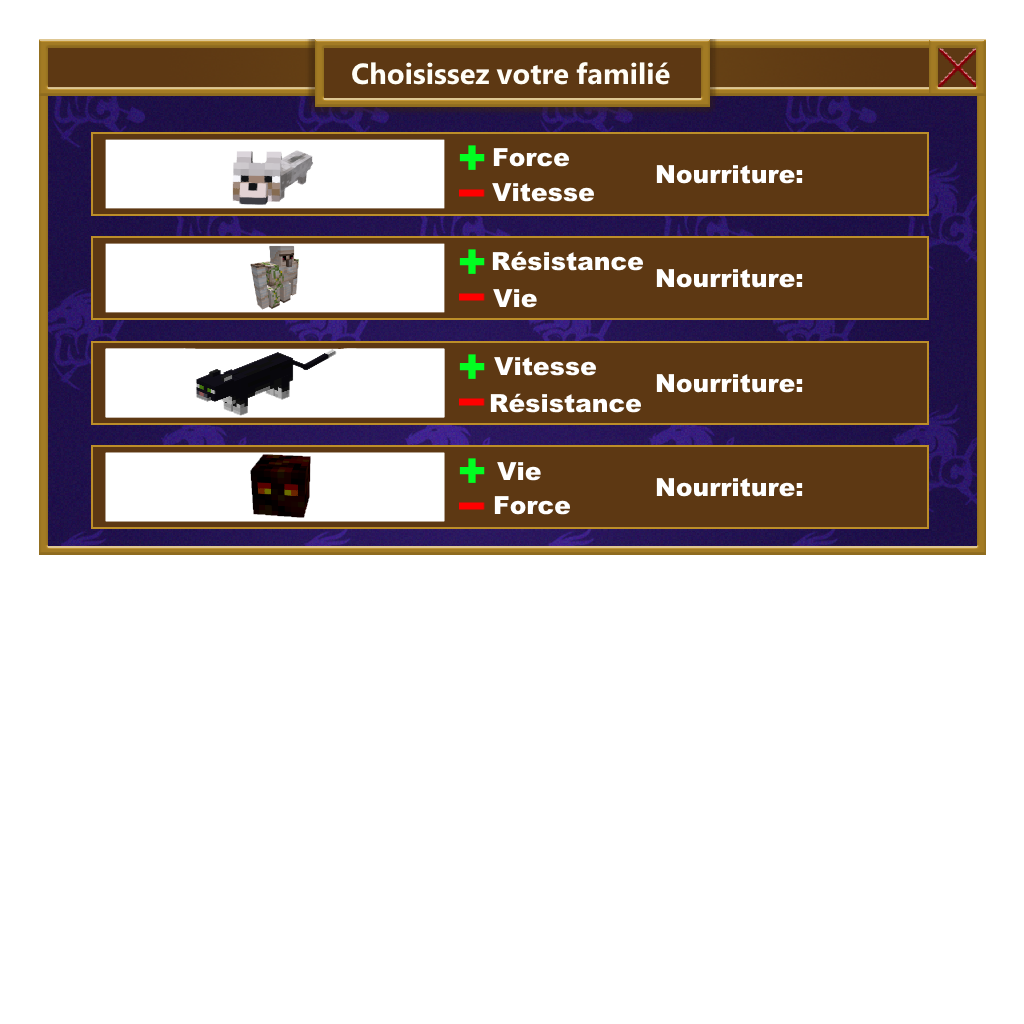 Choisissez votre familié
Force
Vitesse
Nourriture:
Résistance
Vie
Nourriture:
Vitesse
Résistance
Nourriture:
Vie
Force
Nourriture: